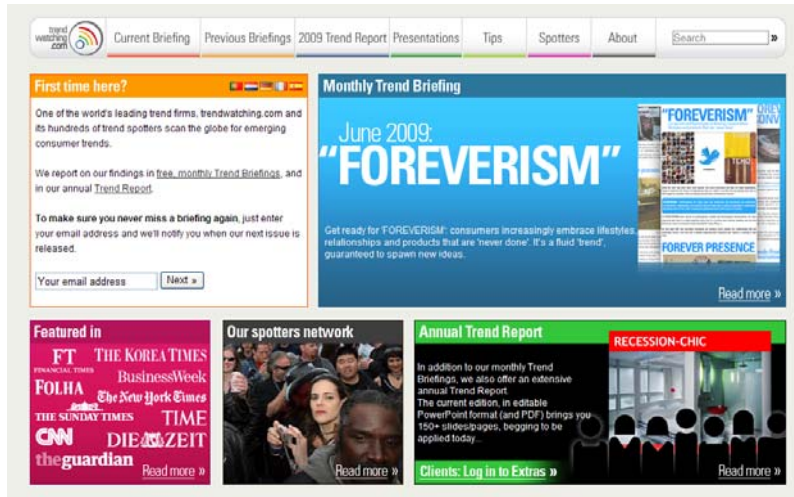 trend
watching
.com
Current Briefing
Previous Briefings
2009 Trend Report
Presentations
Tips
Spotters
About
Search
»
First time here?
One of the world's leading trend firms, trendwatching.com and
its hundreds of trend spotters scan the globe for emerging
consumer trends.
We report on our findings in free, monthly Trend Briefings, and
in our annual Trend Report.
To make sure you never miss a briefing again, just enter
your email address and we'll notify you when our next issue is
released.
Your email address
Next »
Monthly Trend Briefing
June 2009:
"FOREVERISM"
Get ready for 'FOREVERISM': consumers increasingly embrace lifestyles,
relationships and products that are 'never done'. It's a fluid 'trend',
guaranteed to spawn new ideas.
"FOREVERISM"
FOREVER PRESENCE
Read more »
Featured in
FT
FINANCIAL TIMES
THE KOREA TIMES
BusinessWeek
FOLHA
The New York Times
THE SUNDAY TIMES
TIME
CNN
DIE ZEIT
theguardian
Read more »
Our spotters network
Read more »
Annual Trend Report
In addition to our monthly Trend
Briefings, we also offer an extensive
annual Trend Report.
The current edition, in editable
PowerPoint format (and PDF) brings you
150+ slides/pages, begging to be
applied today...
Clients: Log in to Extras »
RECESSION-CHIC
Read more »